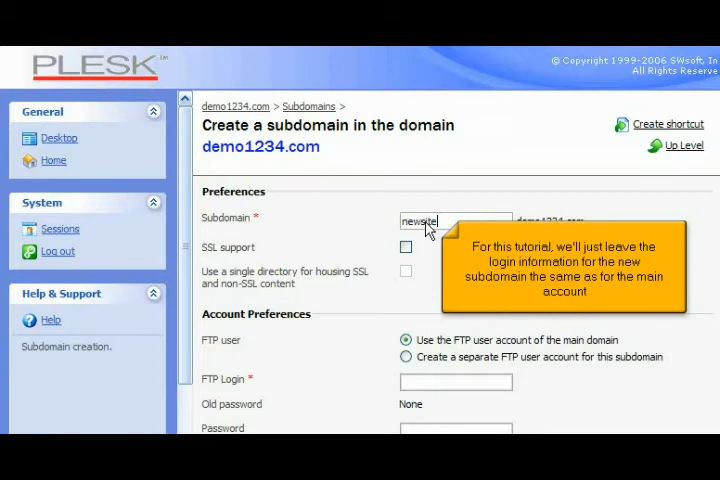 PLESK™
© Copyright 1999-2006 SWsoft, In
All Rights Reserve
General
Desktop
Home
System
Sessions
Log out
Help & Support
Help
Subdomain creation.
demo1234.com > Subdomains >
Create a subdomain in the domain
demo1234.com
Create shortcut
Up Level
Preferences
Subdomain *
newsite
.demo1234.com
SSL support
Use a single directory for housing SSL
and non-SSL content
For this tutorial, we'll just leave the
login information for the new
subdomain the same as for the main
account
Account Preferences
FTP user
Use the FTP user account of the main domain
Create a separate FTP user account for this subdomain
FTP Login *
Old password
None
Password